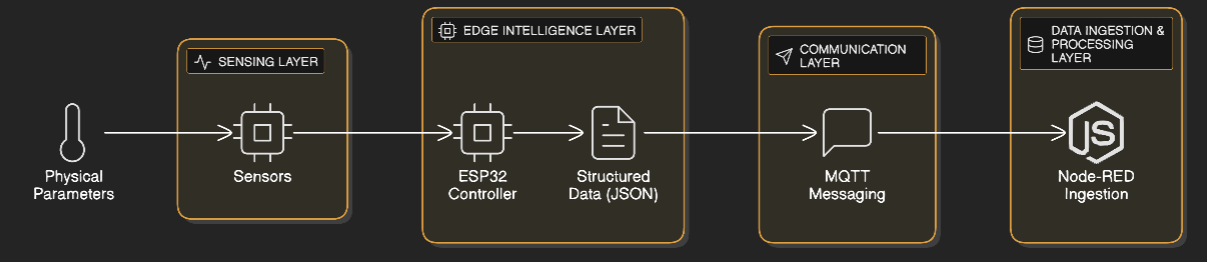 SENSING LAYER
EDGE INTELLIGENCE LAYER
COMMUNICATION
LAYER
DATA INGESTION &
PROCESSING
LAYER
Physical
Parameters
Sensors
ESP32
Controller
Structured
Data (JSON)
MQTT
Messaging
JS
Node-RED
Ingestion